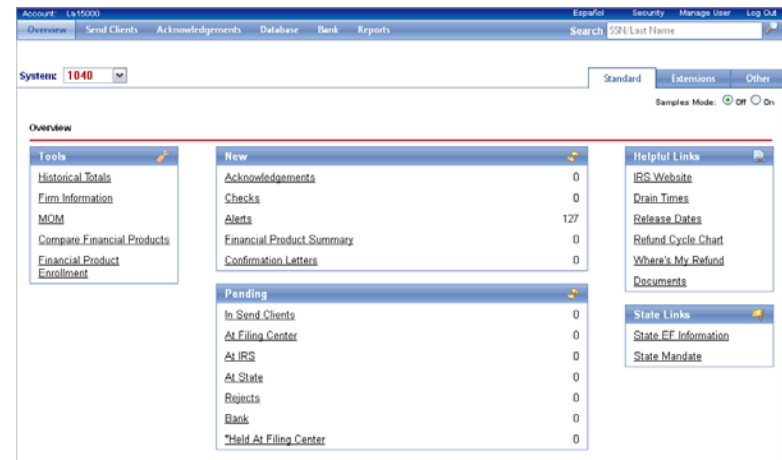 Account: La15000 Español Security Manage User Log Out
Overview Send Clients Acknowledgements Database Bank Reports Search SSN/Last Name
System: 1040 Standard Extensions Other
Samples Mode: Off On
Overview
Tools
Historical Totals
Firm Information
MOM
Compare Financial Products
Financial Product
Enrollment
New
Acknowledgements 0
Checks 0
Alerts 127
Financial Product Summary 0
Confirmation Letters 0
Pending
In Send Clients 0
At Filing Center 0
At IRS 0
At State 0
Rejects 0
Bank 0
*Held At Filing Center 0
Helpful Links
IRS Website
Drain Times
Release Dates
Refund Cycle Chart
Where's My Refund
Documents
State Links
State EF Information
State Mandate